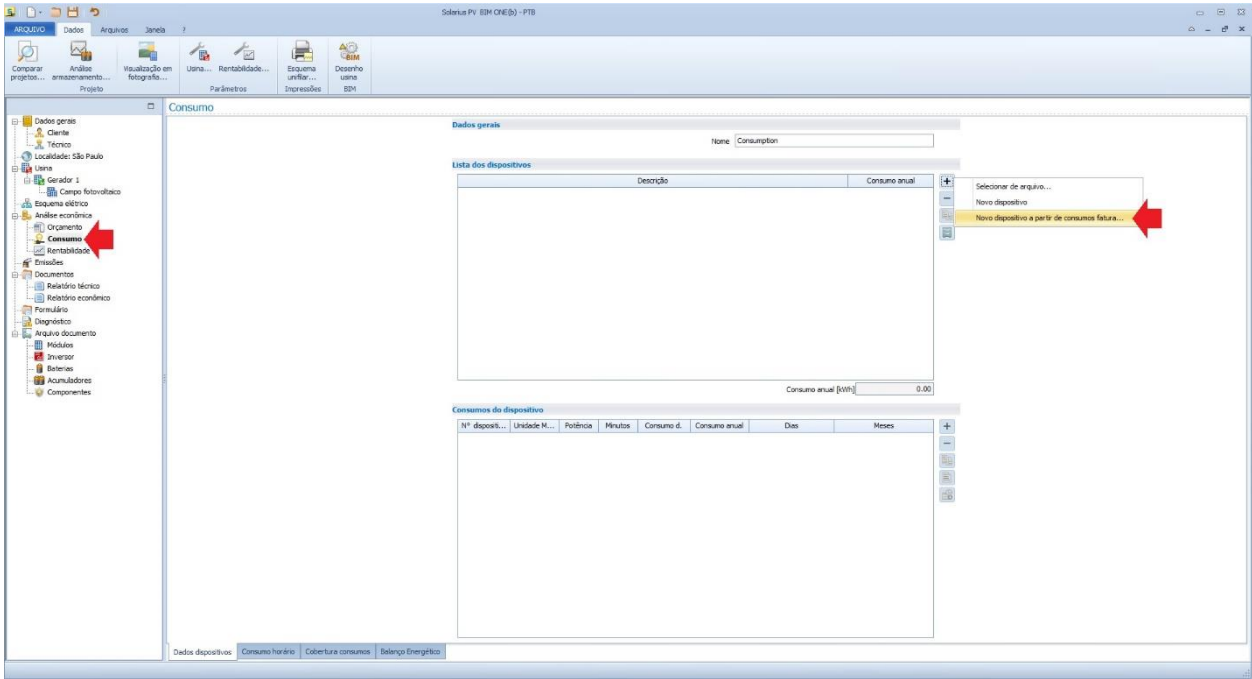 Solarius PV BIM ONE(b) - PTB
ARQUIVO Dados Arquivos Janela ?
Comparar projetos...
Análise armazenamento...
Visualização em fotografia...
Usina...
Rentabilidade...
Esquema unifilar...
Desenho usina
Projeto Parâmetros Impressões BIM
Dados gerais
Cliente
Técnico
Localidade: São Paulo
Usina
Gerador 1
Campo fotovoltaico
Esquema elétrico
Análise econômica
Orçamento
Consumo
Rentabilidade
Emissões
Documentos
Relatório técnico
Relatório econômico
Formulário
Diagnóstico
Arquivo documento
Módulos
Inversor
Baterias
Acumuladores
Componentes
Consumo
Dados gerais
Nome Consumption
Lista dos dispositivos
Descrição Consumo anual
Selecionar de arquivo...
Novo dispositivo
Novo dispositivo a partir de consumos fatura...
Consumo anual [kWh] 0.00
Consumos do dispositivo
N° dispositi... Unidade M... Potência Minutos Consumo d. Consumo anual Dias Meses
Dados dispositivos Consumo horário Cobertura consumos Balanço Energético